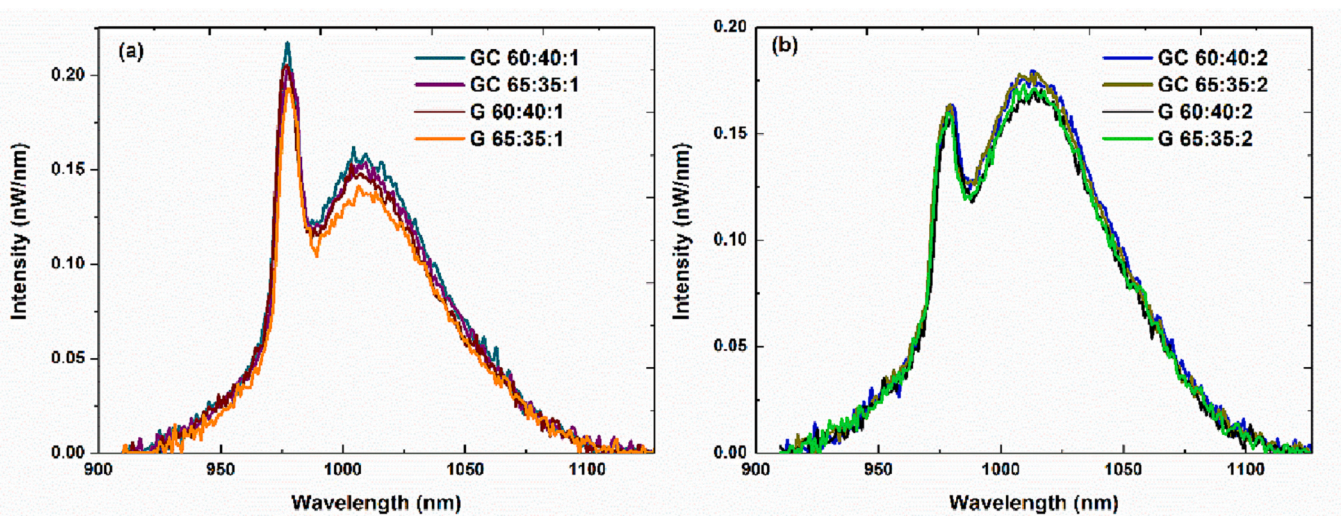 (a)
GC 60:40:1
GC 65:35:1
G 60:40:1
G 65:35:1
0.20
0.15
0.10
0.05
0.00
Intensity (nW/nm)
900
950
1000
1050
1100
Wavelength (nm)
(b)
GC 60:40:2
GC 65:35:2
G 60:40:2
G 65:35:2
0.20
0.15
0.10
0.05
0.00
Intensity (nW/nm)
900
950
1000
1050
1100
Wavelength (nm)